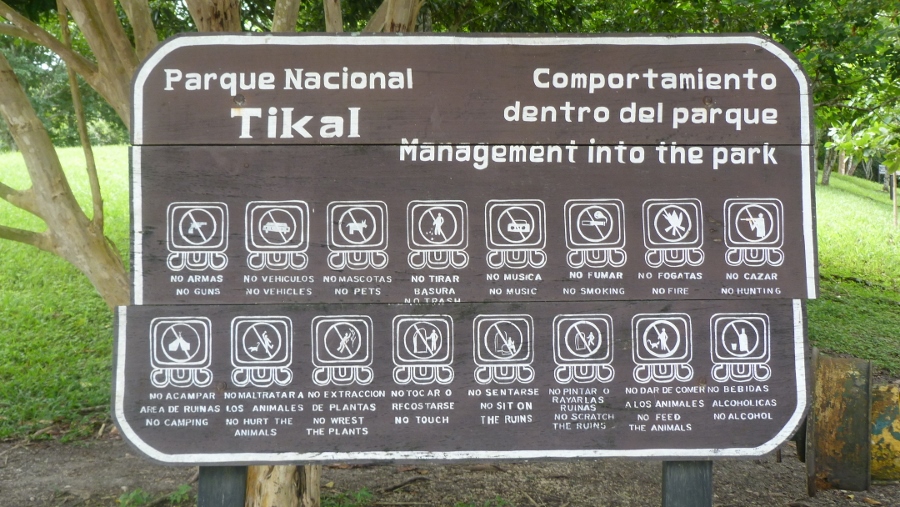 Parque Nacional
Tikal
Comportamiento
dentro del parque
Management into the park
NO ARMAS
NO GUNS
NO VEHICULOS
NO VEHICLES
NO MASCOTAS
NO PETS
NO TIRAR
BASURA
NO TRASH
NO MUSICA
NO MUSIC
NO FUMAR
NO SMOKING
NO FOGATAS
NO FIRE
NO CAZAR
NO HUNTING
NO ACAMPAR
AREA DE RUINAS
NO CAMPING
NO MALTRATAR A
LOS ANIMALES
NO HURT THE
ANIMALS
NO EXTRACCION
DE PLANTAS
NO WREST
THE PLANTS
NO TOCAR O
RECOSTARSE
NO TOUCH
NO SENTARSE
NO SIT ON
THE RUINS
NO PINTAR O
RAYAR LAS
RUINAS
NO SCRATCH
THE RUINS
NO DAR DE COMER
A LOS ANIMALES
NO FEED
THE ANIMALS
NO BEBIDAS
ALCOHOLICAS
NO ALCOHOL